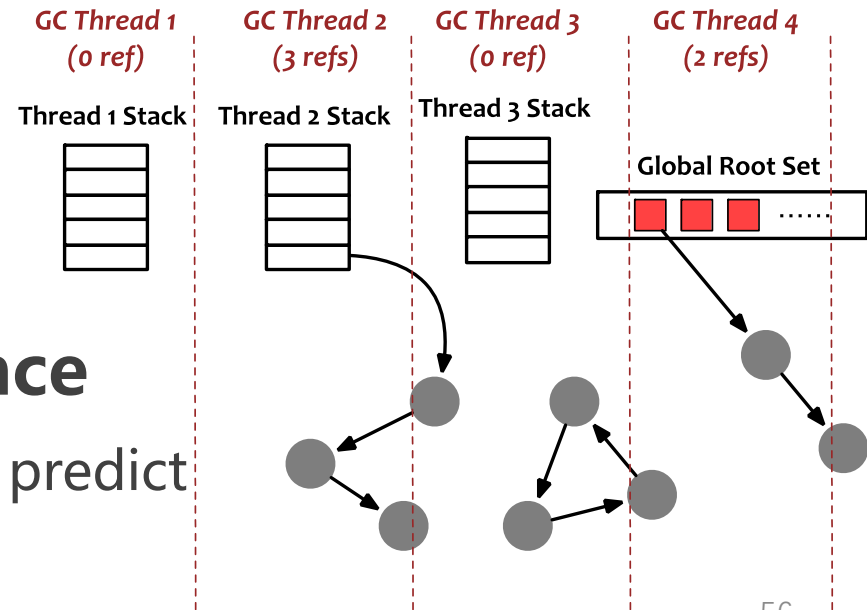 GC Thread 1
(0 ref)
GC Thread 2
(3 refs)
GC Thread 3
(0 ref)
GC Thread 4
(2 refs)
Thread 1 Stack
Thread 2 Stack
Thread 3 Stack
Global Root Set
......
nce
predict